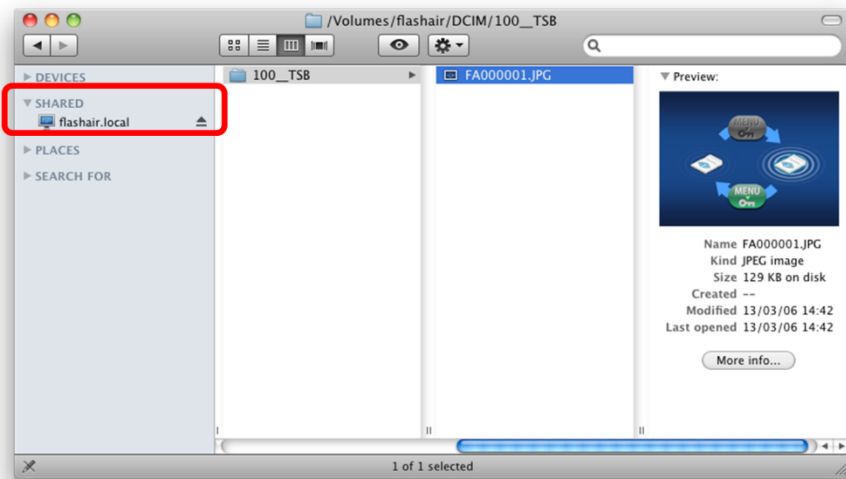 /Volumes/flashair/DCIM/100__TSB
DEVICES
SHARED
flashair.local
PLACES
SEARCH FOR
100__TSB
FA000001.JPG
Preview:
MENU
MENU
Name FA000001.JPG
Kind JPEG image
Size 129 KB on disk
Created --
Modified 13/03/06 14:42
Last opened 13/03/06 14:42
More info...
1 of 1 selected